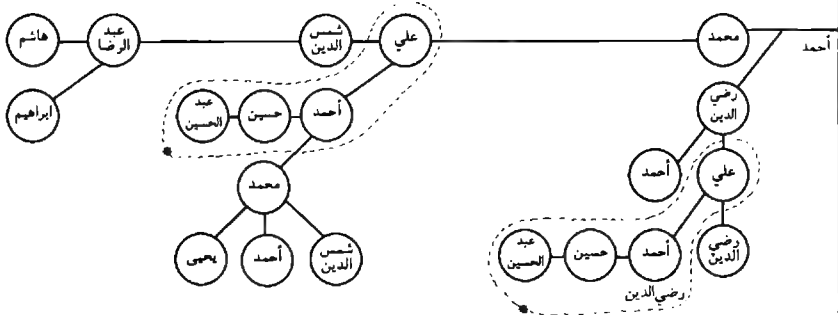 أحمد
محمد
علي
شمس
الدين
عبد
الرضا
هاشم
رضي
الدين
أحمد
حسين
عبد
الحسين
ابراهيم
أحمد
علي
محمد
رضي
الدين
أحمد
حسين
عبد
الحسين
شمس
الدين
أحمد
يحيى
رضي الدين